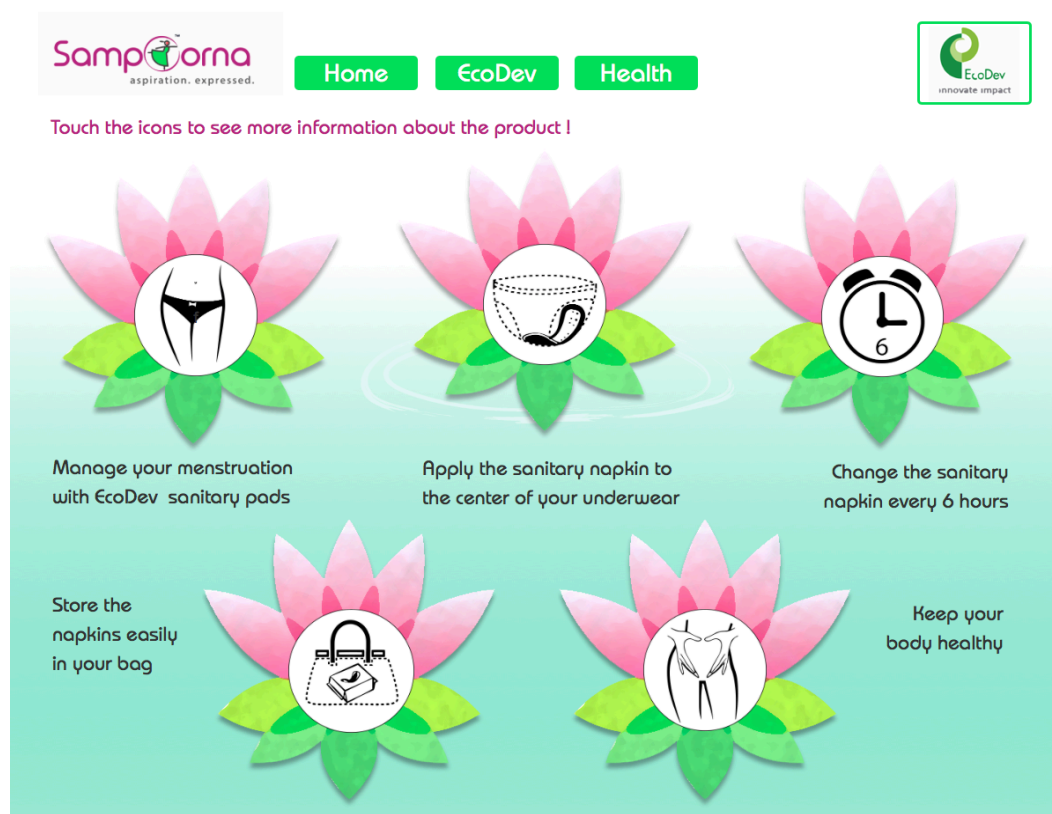 Sampoorna
TM
aspiration. expressed.
Home
EcoDev
Health
EcoDev
innovate impact
Touch the icons to see more information about the product !
6
Manage your menstruation
with EcoDev sanitary pads
Apply the sanitary napkin to
the center of your underwear
Change the sanitary
napkin every 6 hours
Store the
napkins easily
in your bag
Keep your
body healthy